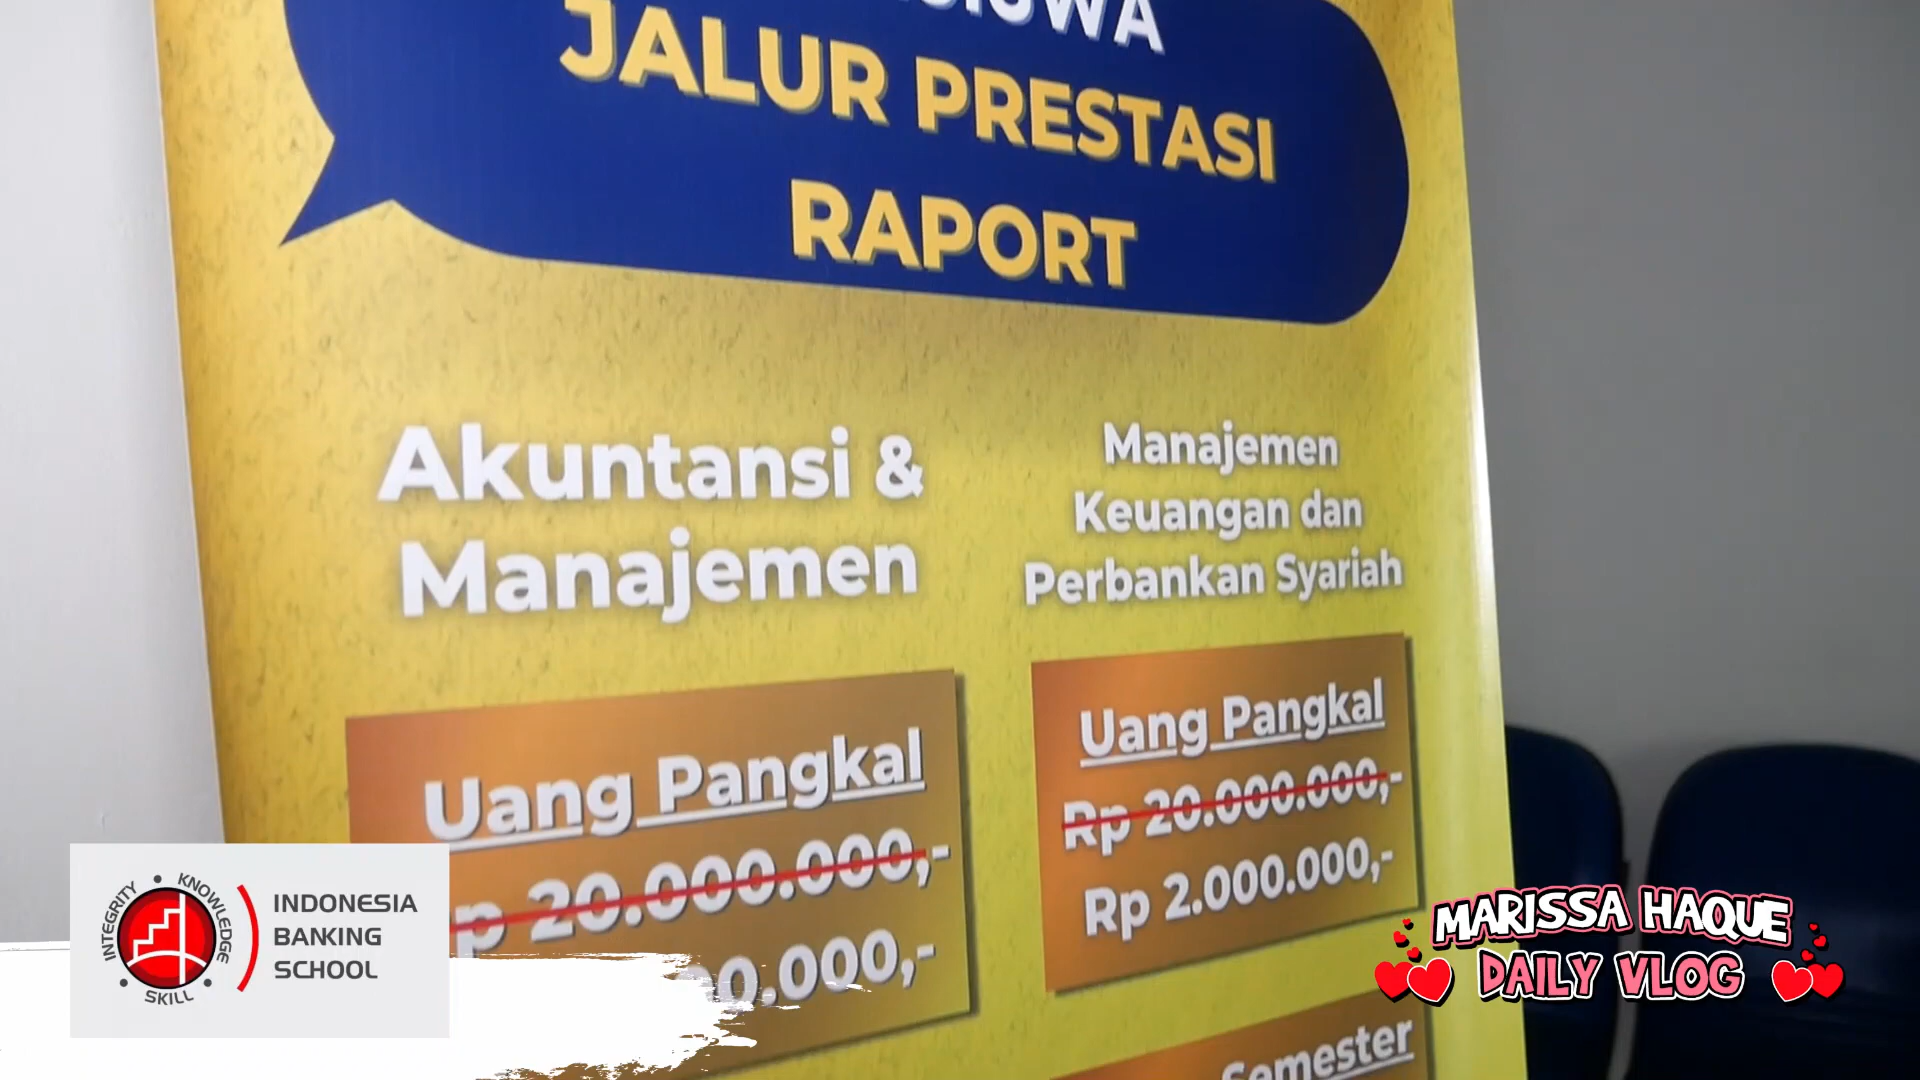 JALUR PRESTASI
RAPORT
Akuntansi &
Manajemen
Manajemen
Keuangan dan
Perbankan Syariah
Uang Pangkal
20.000.000,-
Uang Pangkal
Rp 20.000.000,-
Rp 2.000.000,-
Semester
INTEGRITY • KNOWLEDGE • SKILL •
INDONESIA
BANKING
SCHOOL
MARISSA HAQUE
DAILY VLOG